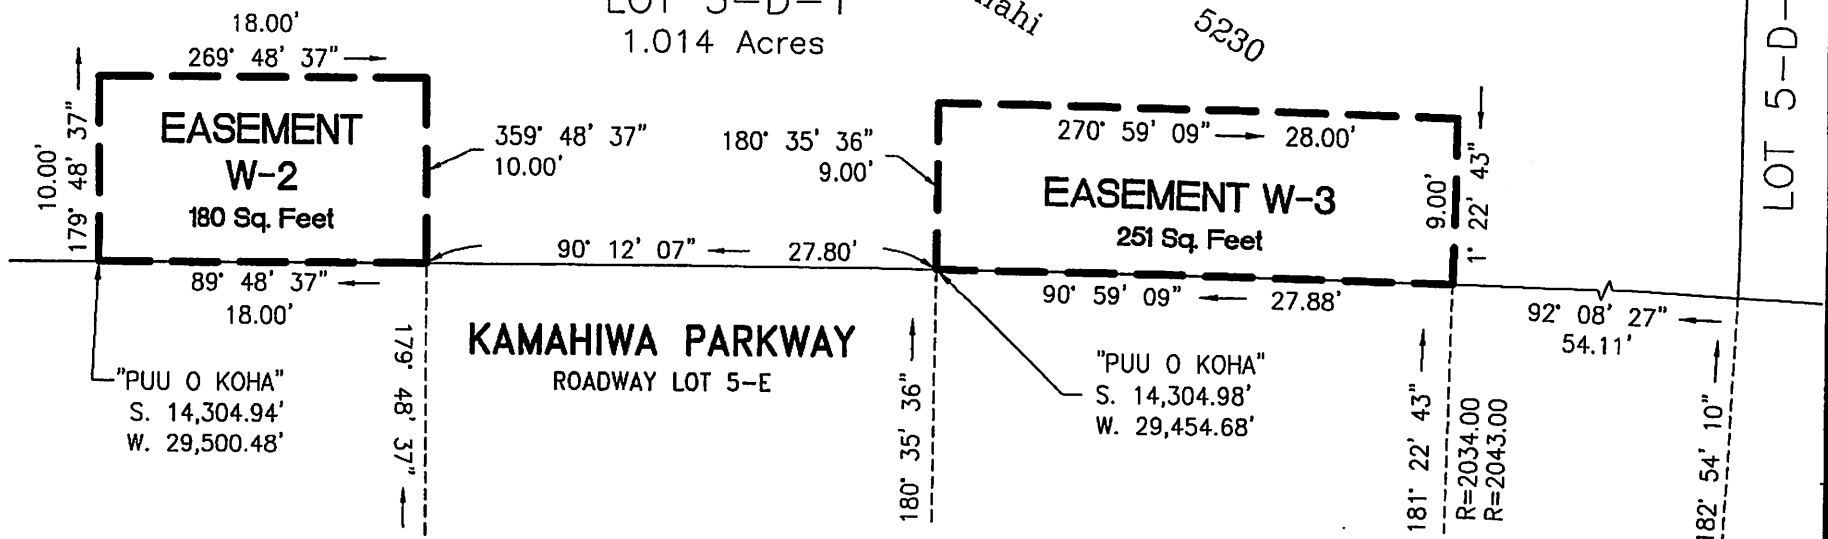 LOT 5-D-1
1.014 Acres
5230
LOT 5-D-
18.00'
269° 48' 37"
10.00'
179° 48' 37"
EASEMENT
W-2
180 Sq. Feet
359° 48' 37"
10.00'
89° 48' 37"
18.00'
90° 12' 07" 27.80'
180° 35' 36"
9.00'
270° 59' 09" 28.00'
EASEMENT W-3
251 Sq. Feet
9.00'
1° 22' 43"
90° 59' 09" 27.88'
92° 08' 27"
54.11'
KAMAHIWA PARKWAY
ROADWAY LOT 5-E
"PUU O KOHA"
S. 14,304.94'
W. 29,500.48'
179° 48' 37"
180° 35' 36"
"PUU O KOHA"
S. 14,304.98'
W. 29,454.68'
181° 22' 43"
R=2034.00
R=2043.00
182° 54' 10"